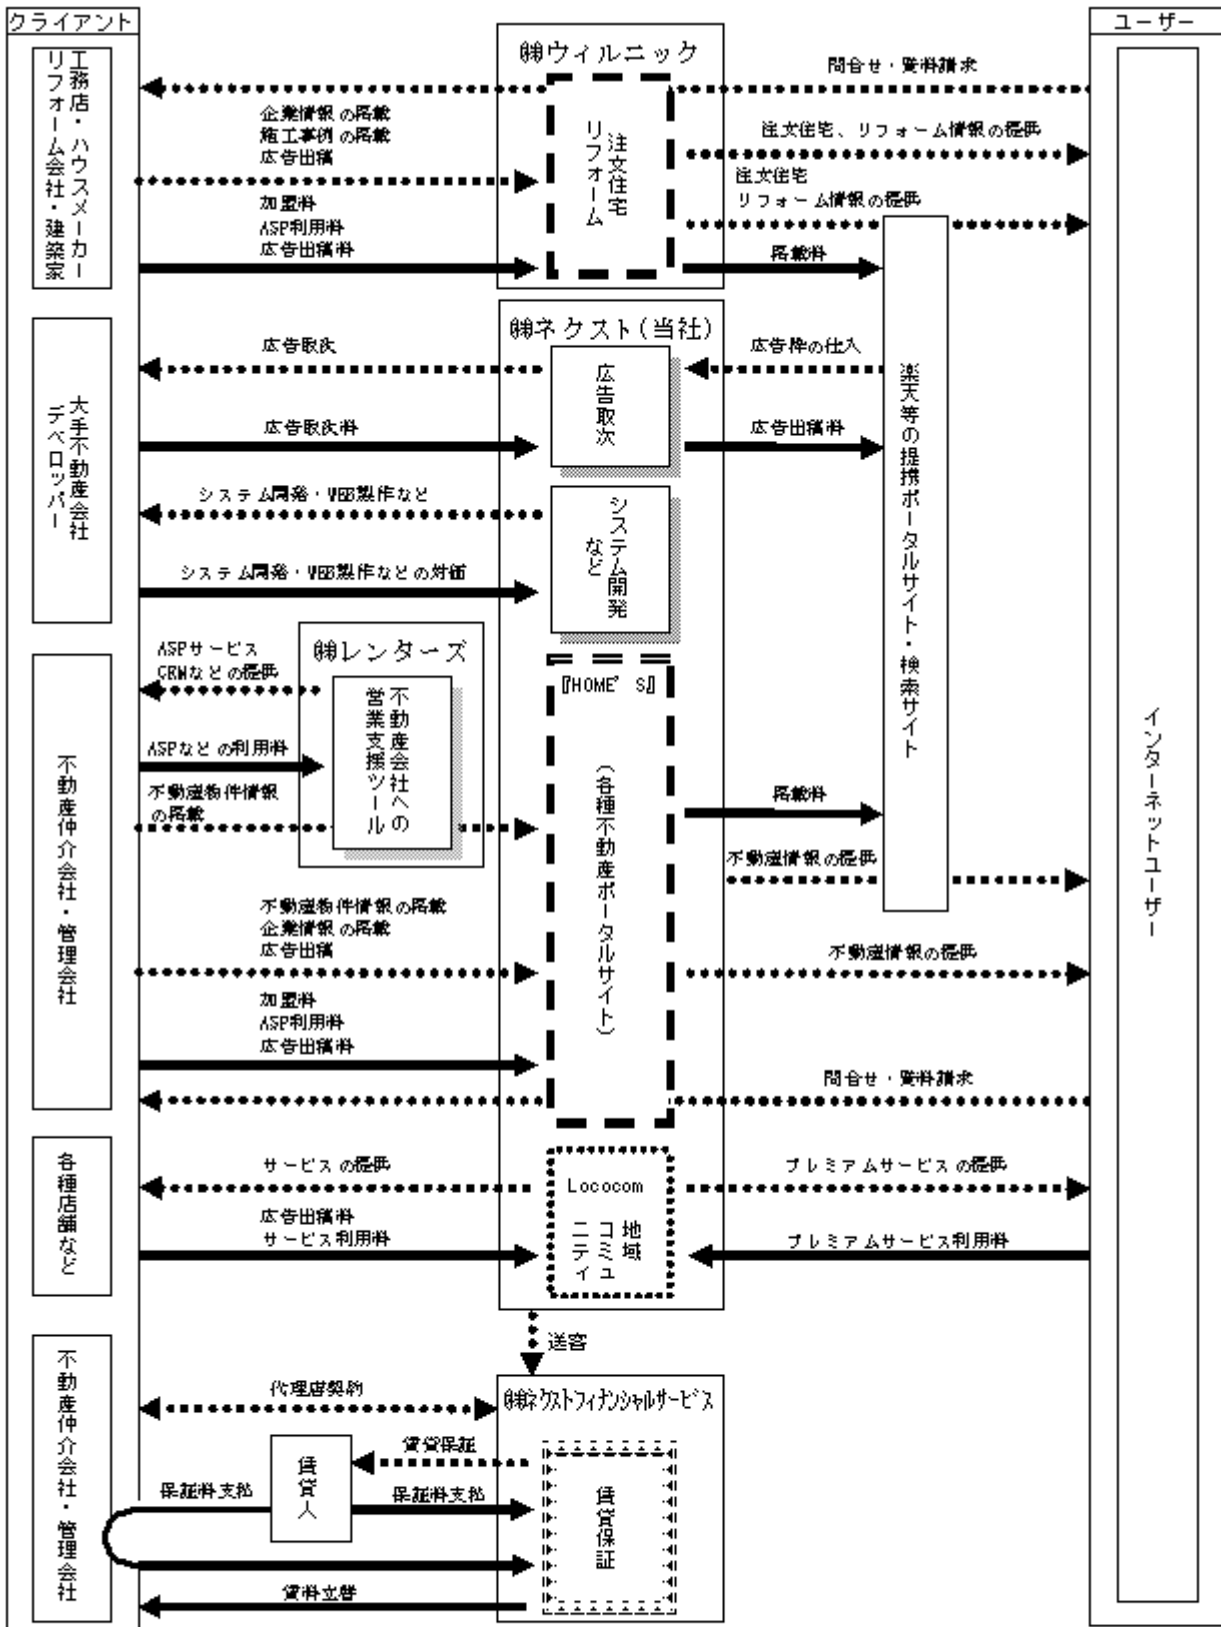 クライアント
ユーザー
工務店・ハウスメーカー
リフォーム会社・建築家
㈱ウィルニック
注文住宅
リフォーム
問合せ・資料請求
企業情報の掲載
施工事例の掲載
広告出稿
注文住宅、リフォーム情報の提供
注文住宅
リフォーム情報の提供
加盟料
ASP利用料
広告出稿料
掲載料
大手不動産会社
デベロッパー
㈱ネクスト(当社)
広告取次
広告取次
広告枠の仕入
広告取次料
広告出稿料
システム開発・WEB製作など
システム開発
など
システム開発・WEB製作などの対価
楽天等の提携ポータルサイト・検索サイト
インターネットユーザー
不動産仲介会社・管理会社
㈱レンターズ
不動産会社への
営業支援ツール
ASPサービス
CRMなどの提供
ASPなどの利用料
不動産物件情報
の掲載
『HOME'S』
(各種不動産ポータルサイト)
掲載料
不動産情報の提供
不動産物件情報の掲載
企業情報の掲載
広告出稿
不動産情報の提供
加盟料
ASP利用料
広告出稿料
問合せ・資料請求
各種店舗など
サービスの提供
Lococom
地域
コミュ
ニティ
プレミアムサービスの提供
広告出稿料
サービス利用料
プレミアムサービス利用料
送客
不動産仲介会社・管理会社
代理店契約
㈱ネクストフィナンシャルサービス
賃貸保証
賃貸人
保証料支払
保証料支払
賃貸保証
賃料立替